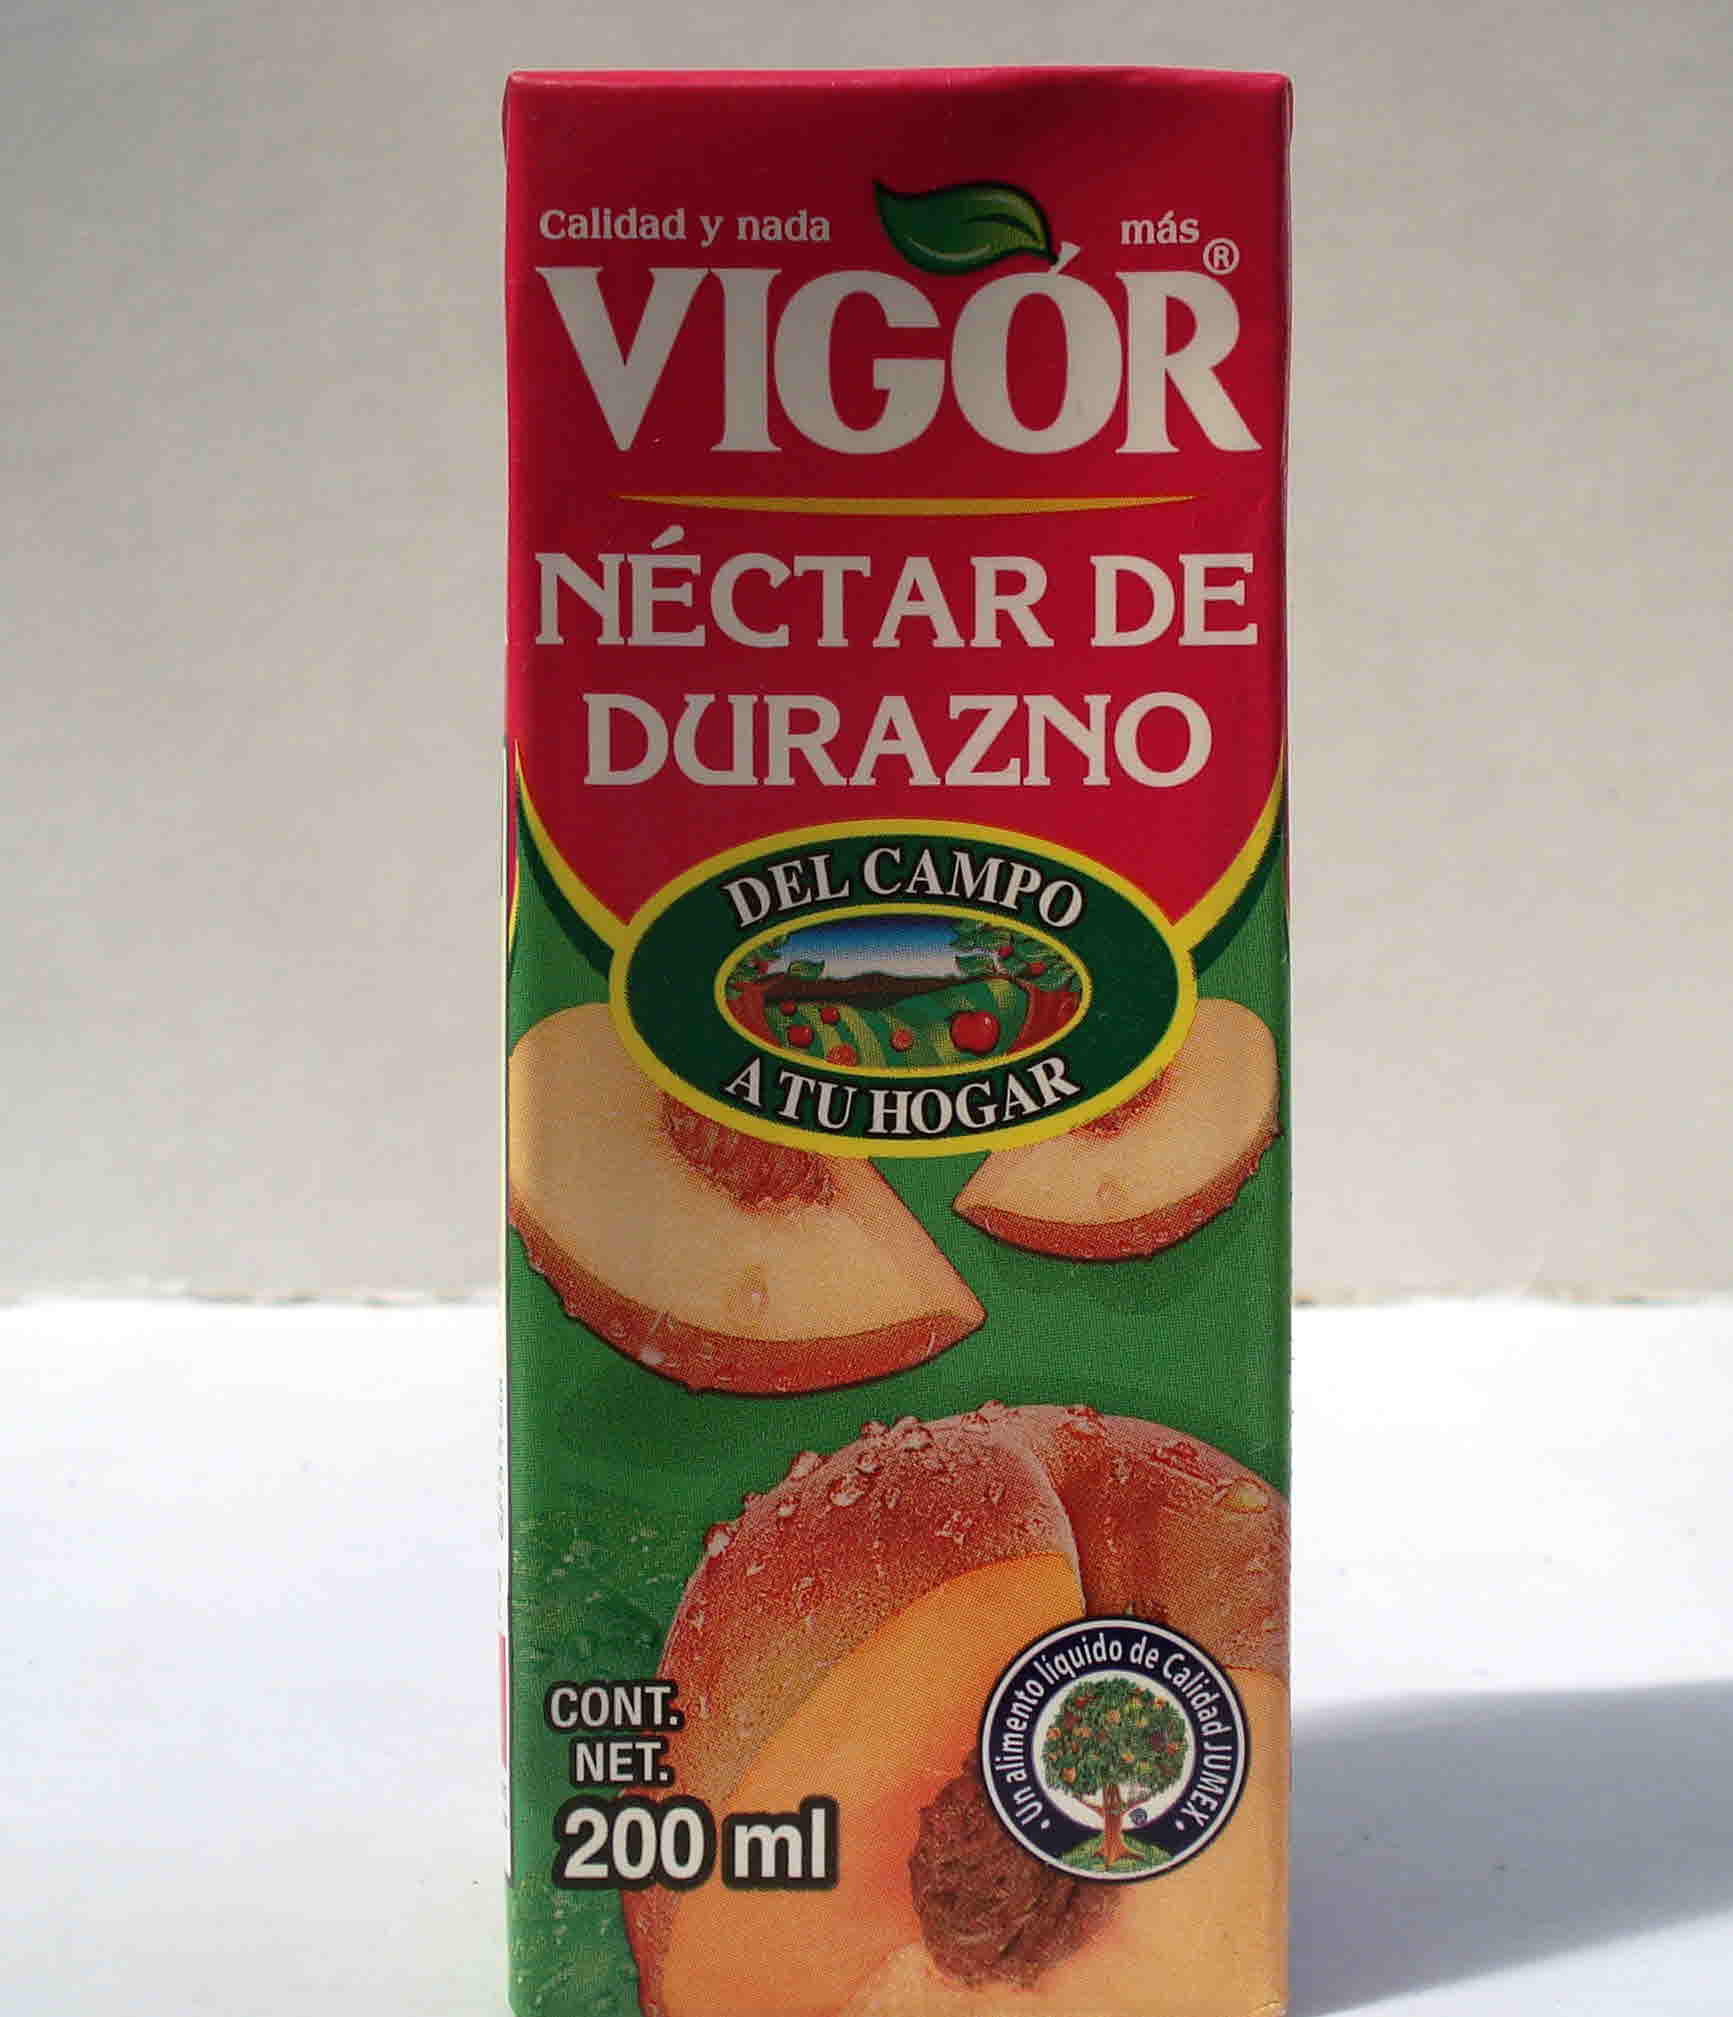 Calidad y nada más
VIGÓR®
NÉCTAR DE
DURAZNO
DEL CAMPO
A TU HOGAR
CONT.
NET.
200 ml
• Un alimento líquido de Calidad JUMEX •